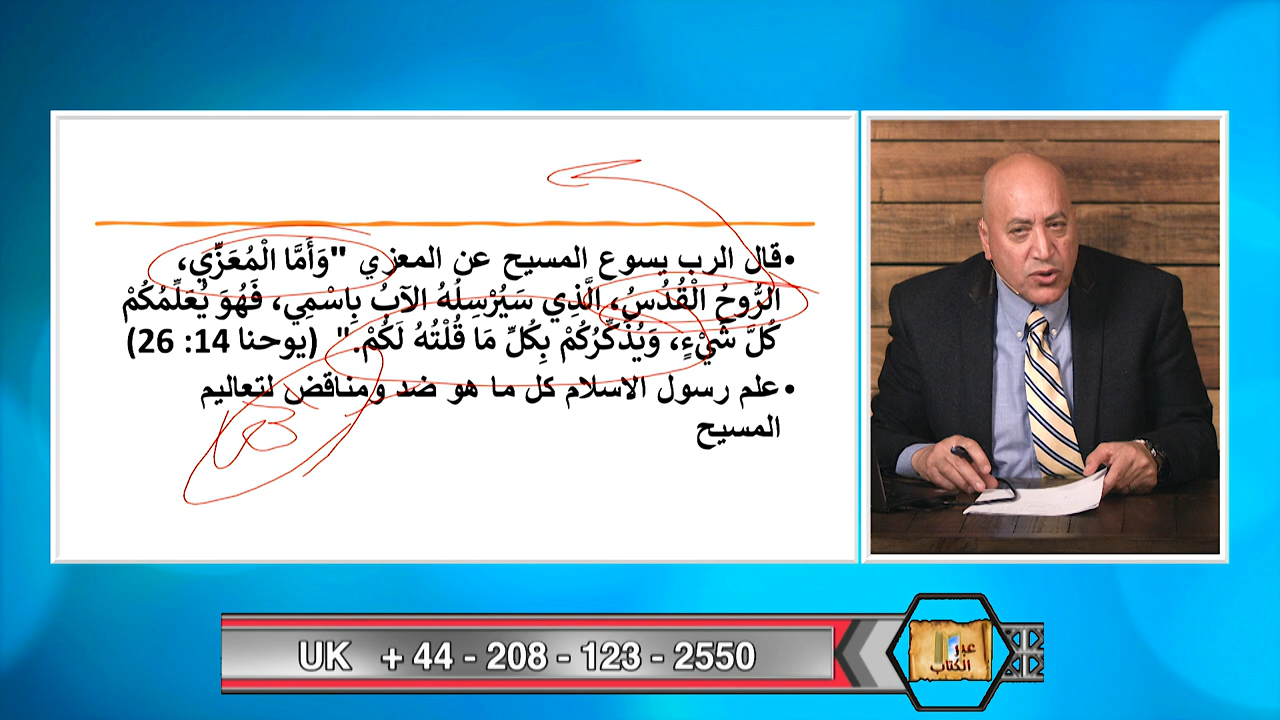 •قال الرب يسوع المسيح عن المعزي "وَأَمَّا الْمُعَزِّي،
الرُّوحُ الْقُدُسُ، الَّذِي سَيُرْسِلُهُ الآبُ بِاسْمِي، فَهُوَ يُعَلِّمُكُمْ
كُلَّ شَيْءٍ، وَيُذَكِّرُكُمْ بِكُلِّ مَا قُلْتُهُ لَكُمْ." (يوحنا 14: 26)
•علم رسول الاسلام كل ما هو ضد ومناقض لتعاليم
المسيح
UK + 44 - 208 - 123 - 2550
عبر
الكتاب